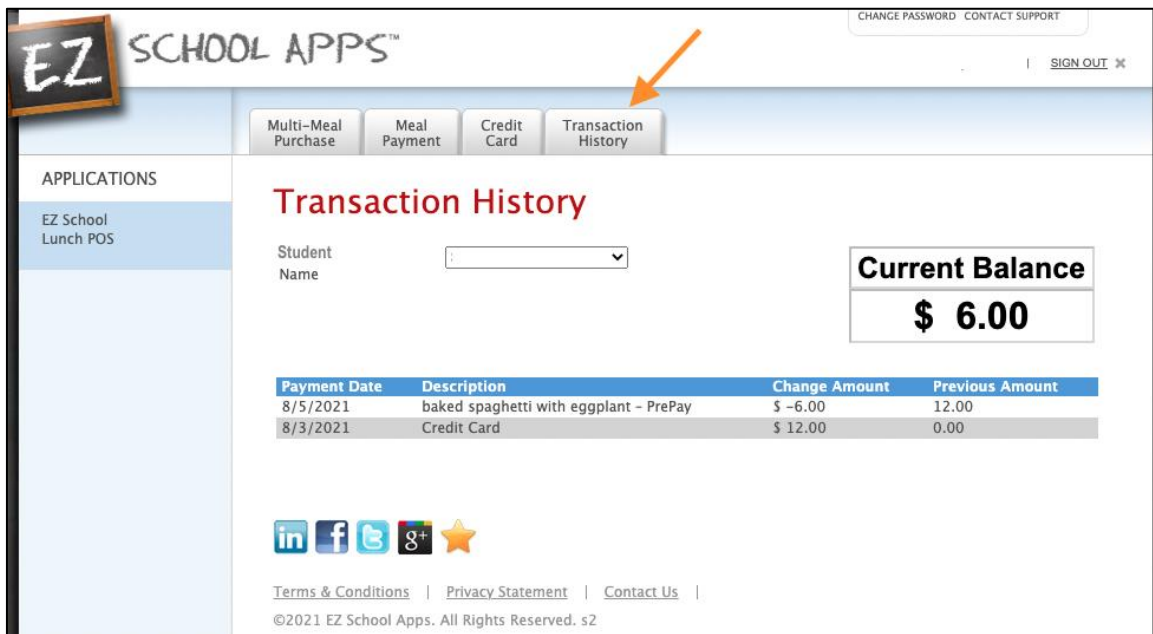 CHANGE PASSWORD CONTACT SUPPORT
EZ SCHOOL APPS™
| SIGN OUT ✕
Multi-Meal Purchase
Meal Payment
Credit Card
Transaction History
APPLICATIONS
EZ School
Lunch POS
Transaction History
Student
Name
Current Balance
$ 6.00
Payment Date Description Change Amount Previous Amount
8/5/2021 baked spaghetti with eggplant - PrePay $ -6.00 12.00
8/3/2021 Credit Card $ 12.00 0.00
in f t g+
Terms & Conditions | Privacy Statement | Contact Us |
©2021 EZ School Apps. All Rights Reserved. s2